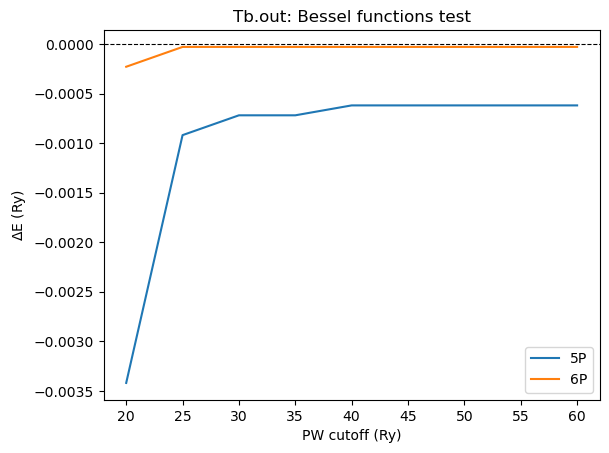 Tb.out: Bessel functions test
0.0000
−0.0005
−0.0010
−0.0015
−0.0020
−0.0025
−0.0030
−0.0035
ΔE (Ry)
5P
6P
20 25 30 35 40 45 50 55 60
PW cutoff (Ry)